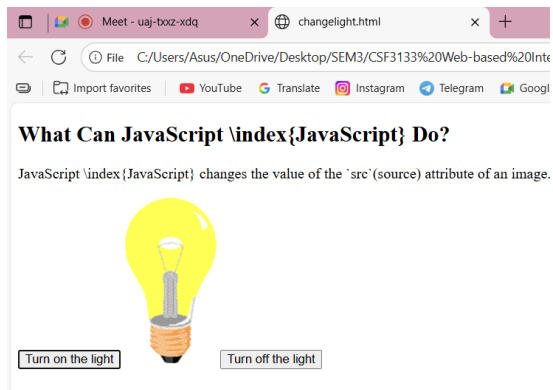 Meet - uaj-txxz-xdq
changelight.html
File C:/Users/Asus/OneDrive/Desktop/SEM3/CSF3133%20Web-based%20Inte
Import favorites YouTube Translate Instagram Telegram Googl
What Can JavaScript \index{JavaScript} Do?
JavaScript \index{JavaScript} changes the value of the `src`(source) attribute of an image.
Turn on the light Turn off the light